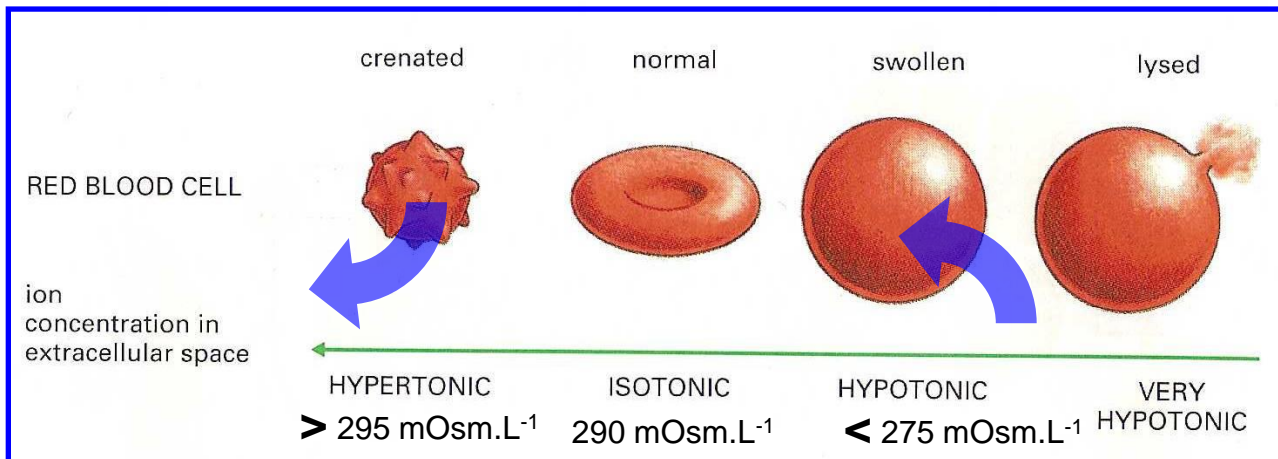 crenated normal swollen lysed
RED BLOOD CELL
ion
concentration in
extracellular space
HYPERTONIC ISOTONIC HYPOTONIC VERY
HYPOTONIC
> 295 mOsm.L⁻¹ 290 mOsm.L⁻¹ < 275 mOsm.L⁻¹